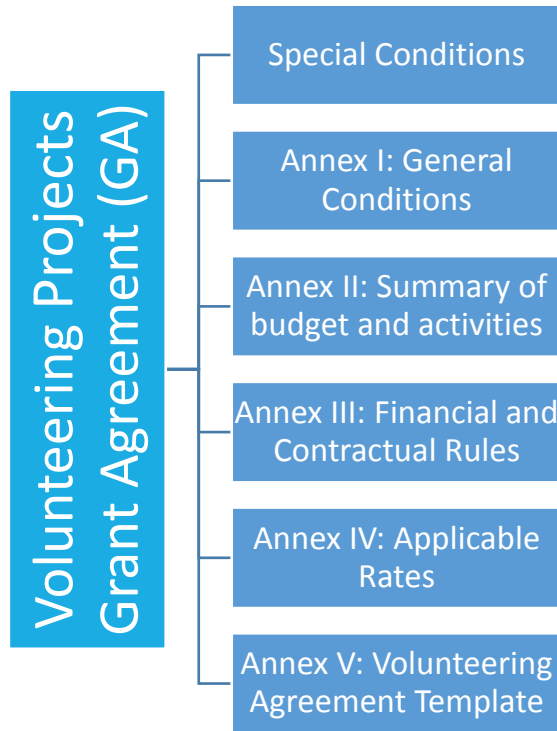 Volunteering Projects
Grant Agreement (GA)
Special Conditions
Annex I: General
Conditions
Annex II: Summary of
budget and activities
Annex III: Financial and
Contractual Rules
Annex IV: Applicable
Rates
Annex V: Volunteering
Agreement Template